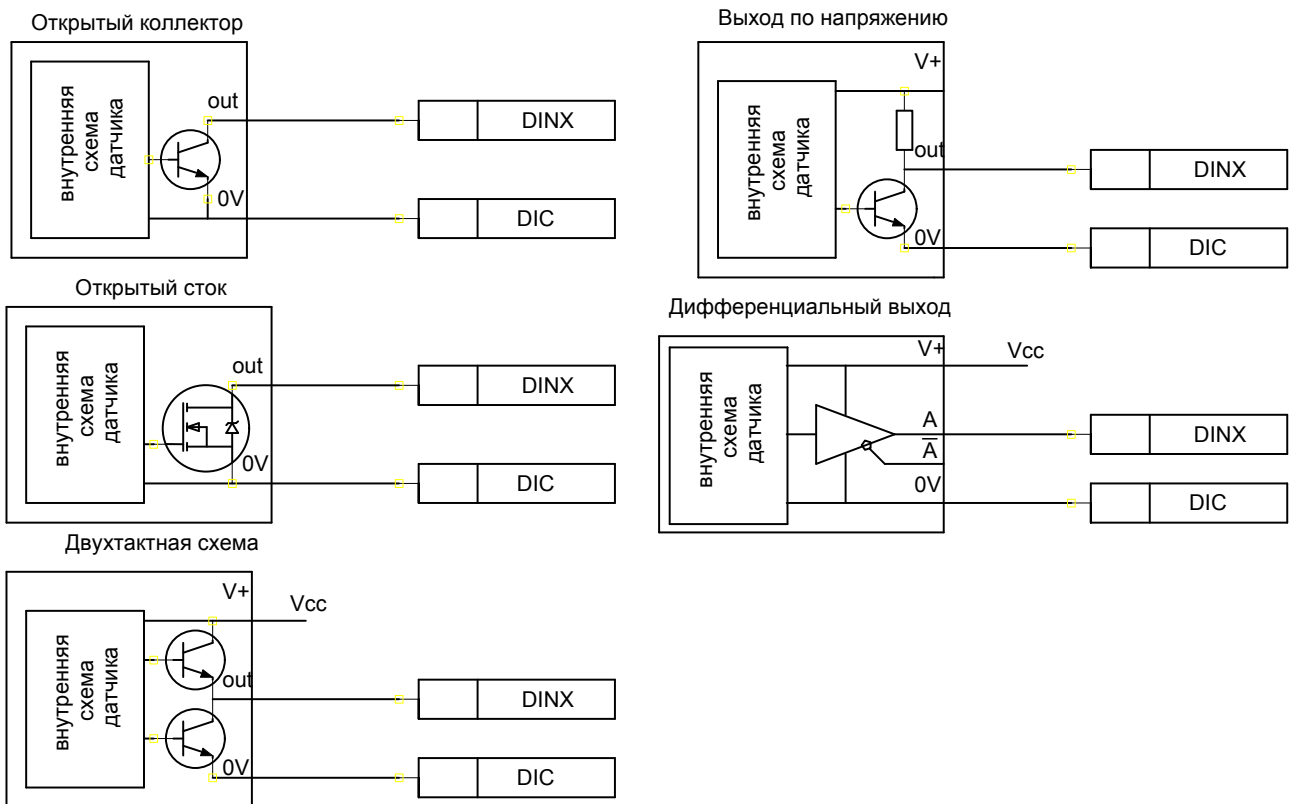 Открытый коллектор
внутренняя
схема
датчика
out
0V
DINX
DIC
Открытый сток
внутренняя
схема
датчика
out
0V
DINX
DIC
Двухтактная схема
внутренняя
схема
датчика
V+
Vcc
out
0V
DINX
DIC
Выход по напряжению
внутренняя
схема
датчика
V+
out
0V
DINX
DIC
Дифференциальный выход
внутренняя
схема
датчика
V+
Vcc
A
A̅
0V
DINX
DIC